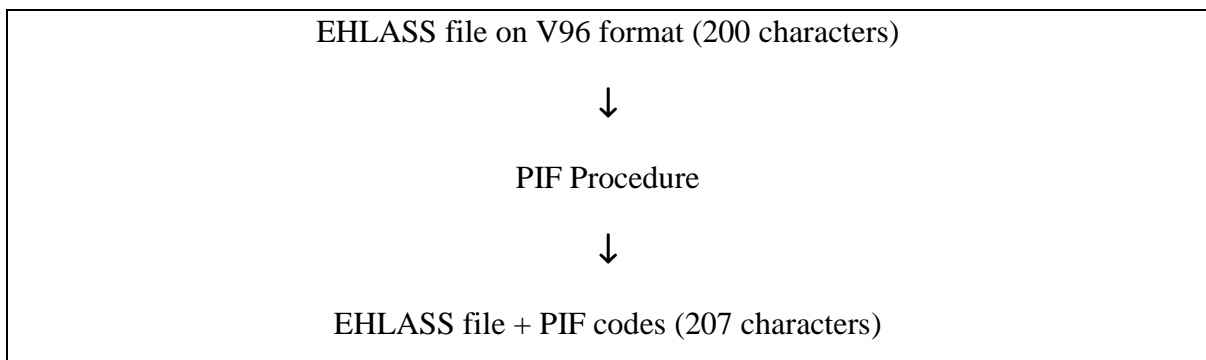 EHLASS file on V96 format (200 characters)
↓
PIF Procedure
↓
EHLASS file + PIF codes (207 characters)